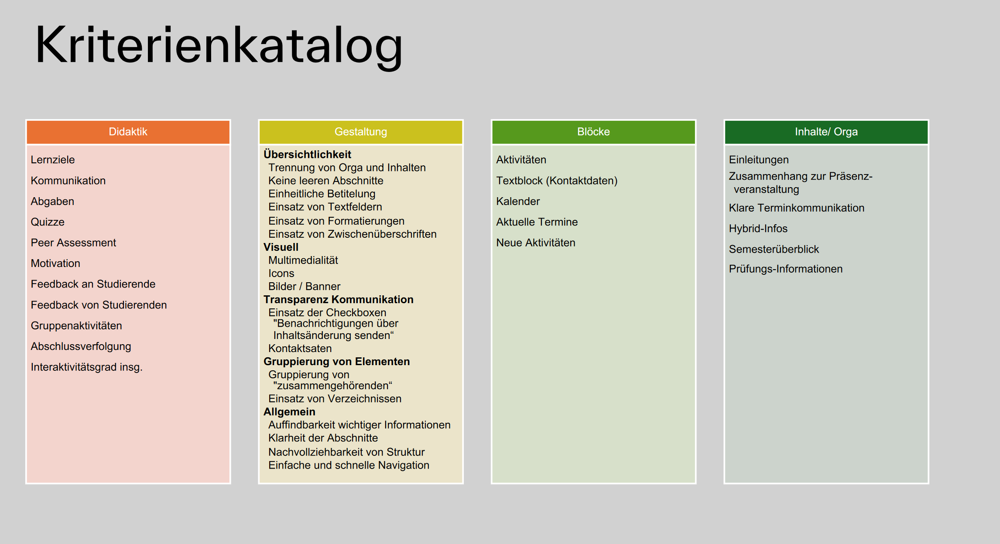 Kriterienkatalog
Didaktik
Lernziele
Kommunikation
Abgaben
Quizze
Peer Assessment
Motivation
Feedback an Studierende
Feedback von Studierenden
Gruppenaktivitäten
Abschlussverfolgung
Interaktivitätsgrad insg.
Gestaltung
Übersichtlichkeit
Trennung von Orga und Inhalten
Keine leeren Abschnitte
Einheitliche Betitelung
Einsatz von Textfeldern
Einsatz von Formatierungen
Einsatz von Zwischenüberschriften
Visuell
Multimedialität
Icons
Bilder / Banner
Transparenz Kommunikation
Einsatz der Checkboxen
"Benachrichtigungen über
Inhaltsänderung senden“
Kontaktsaten
Gruppierung von Elementen
Gruppierung von
"zusammengehörenden“
Einsatz von Verzeichnissen
Allgemein
Auffindbarkeit wichtiger Informationen
Klarheit der Abschnitte
Nachvollziehbarkeit von Struktur
Einfache und schnelle Navigation
Blöcke
Aktivitäten
Textblock (Kontaktdaten)
Kalender
Aktuelle Termine
Neue Aktivitäten
Inhalte/ Orga
Einleitungen
Zusammenhang zur Präsenz-
veranstaltung
Klare Terminkommunikation
Hybrid-Infos
Semesterüberblick
Prüfungs-Informationen